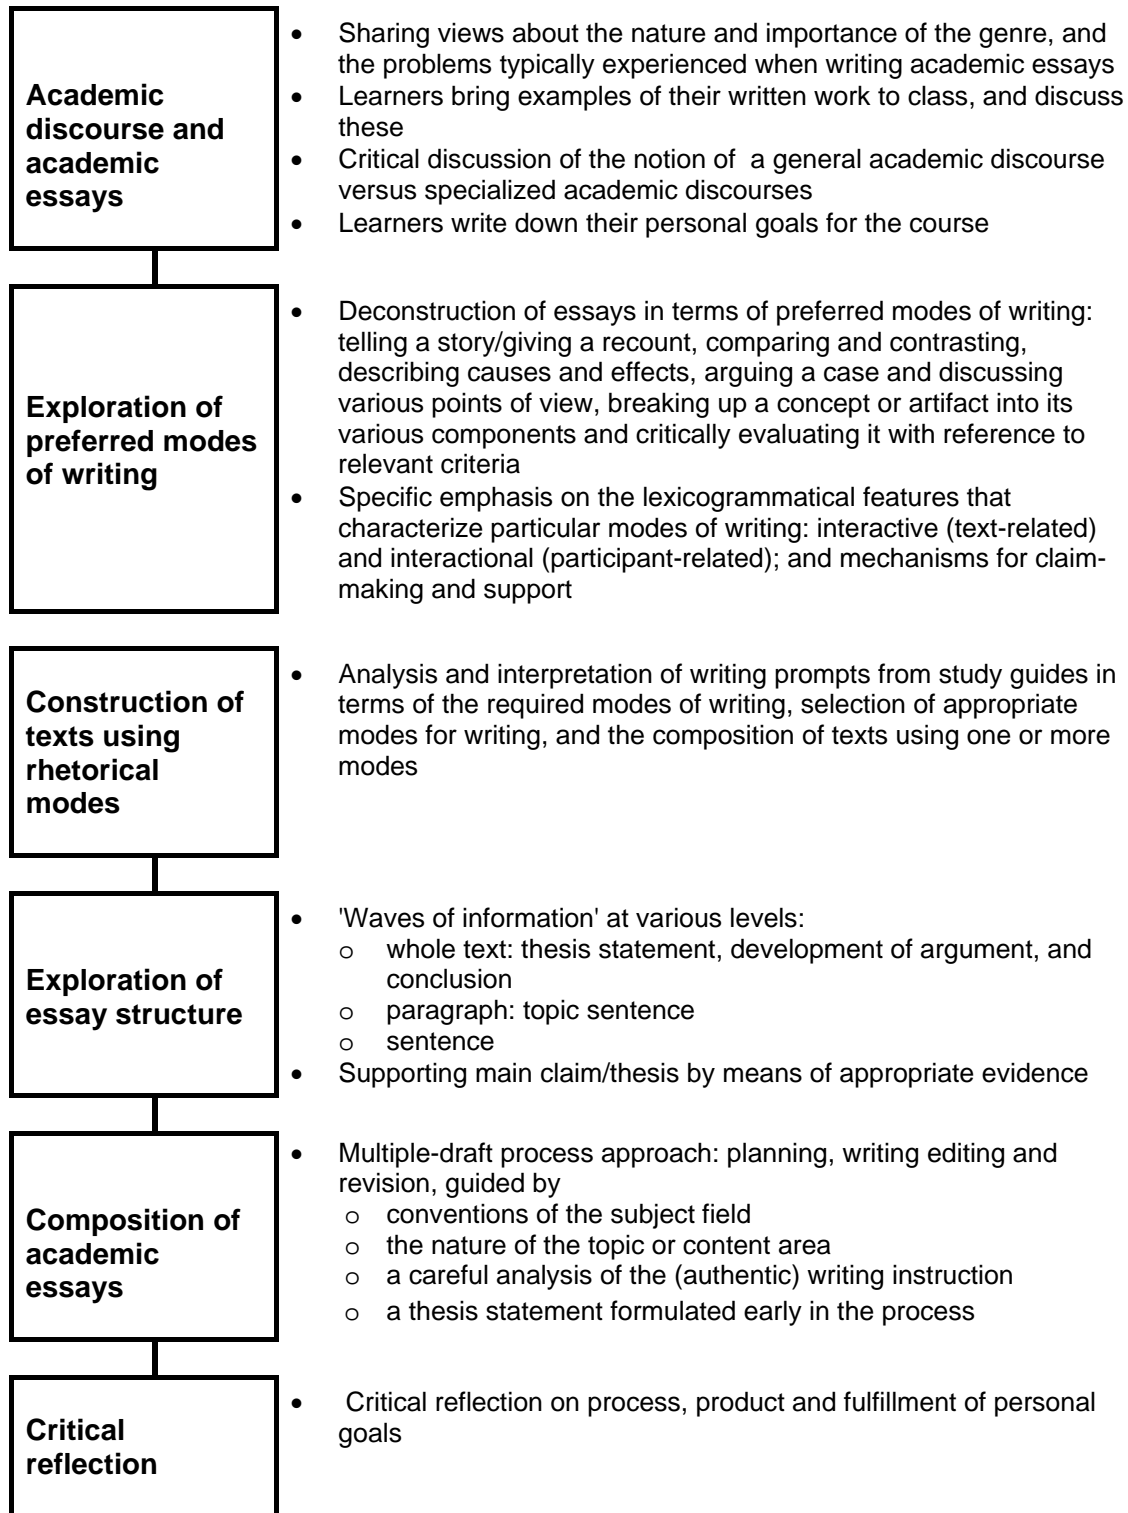 Academic
discourse and
academic
essays
• Sharing views about the nature and importance of the genre, and
the problems typically experienced when writing academic essays
• Learners bring examples of their written work to class, and discuss
these
• Critical discussion of the notion of a general academic discourse
versus specialized academic discourses
• Learners write down their personal goals for the course
Exploration of
preferred modes
of writing
• Deconstruction of essays in terms of preferred modes of writing:
telling a story/giving a recount, comparing and contrasting,
describing causes and effects, arguing a case and discussing
various points of view, breaking up a concept or artifact into its
various components and critically evaluating it with reference to
relevant criteria
• Specific emphasis on the lexicogrammatical features that
characterize particular modes of writing: interactive (text-related)
and interactional (participant-related); and mechanisms for claim-
making and support
Construction of
texts using
rhetorical
modes
• Analysis and interpretation of writing prompts from study guides in
terms of the required modes of writing, selection of appropriate
modes for writing, and the composition of texts using one or more
modes
Exploration of
essay structure
• 'Waves of information' at various levels:
o whole text: thesis statement, development of argument, and
conclusion
o paragraph: topic sentence
o sentence
• Supporting main claim/thesis by means of appropriate evidence
Composition of
academic
essays
• Multiple-draft process approach: planning, writing editing and
revision, guided by
o conventions of the subject field
o the nature of the topic or content area
o a careful analysis of the (authentic) writing instruction
o a thesis statement formulated early in the process
Critical
reflection
• Critical reflection on process, product and fulfillment of personal
goals